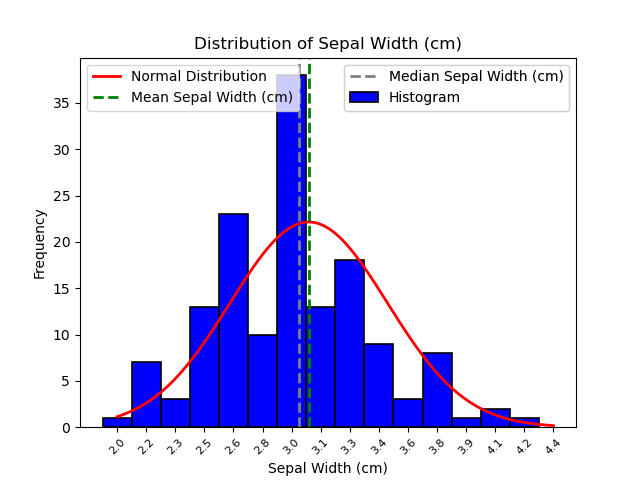 Distribution of Sepal Width (cm)
Normal Distribution
Mean Sepal Width (cm)
Median Sepal Width (cm)
Histogram
Frequency
35
30
25
20
15
10
5
0
2.0 2.2 2.3 2.5 2.6 2.8 3.0 3.1 3.3 3.4 3.6 3.8 3.9 4.1 4.2 4.4
Sepal Width (cm)